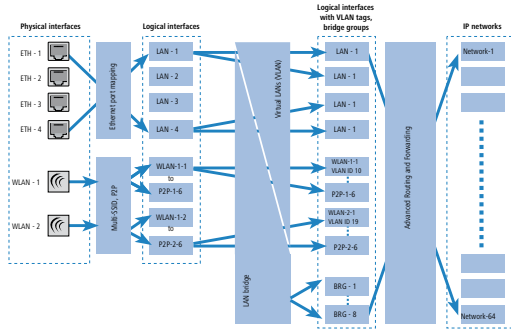 Physical interfaces
Logical interfaces
Logical interfaces
with VLAN tags,
bridge groups
IP networks
ETH - 1
ETH - 2
ETH - 3
ETH - 4
WLAN - 1
WLAN - 2
Ethernet port mapping
Multi-SSID, P2P
LAN - 1
LAN - 2
LAN - 3
LAN - 4
WLAN-1-1
to
P2P-1-6
WLAN-1-2
to
P2P-2-6
Virtual LANs (VLAN)
LAN bridge
LAN - 1
LAN - 1
LAN - 1
LAN - 1
WLAN-1-1
VLAN ID 10
P2P-1-6
WLAN-2-1
VLAN ID 19
P2P-2-6
BRG - 1
BRG - 8
Advanced Routing and Forwarding
Network-1
Network-64